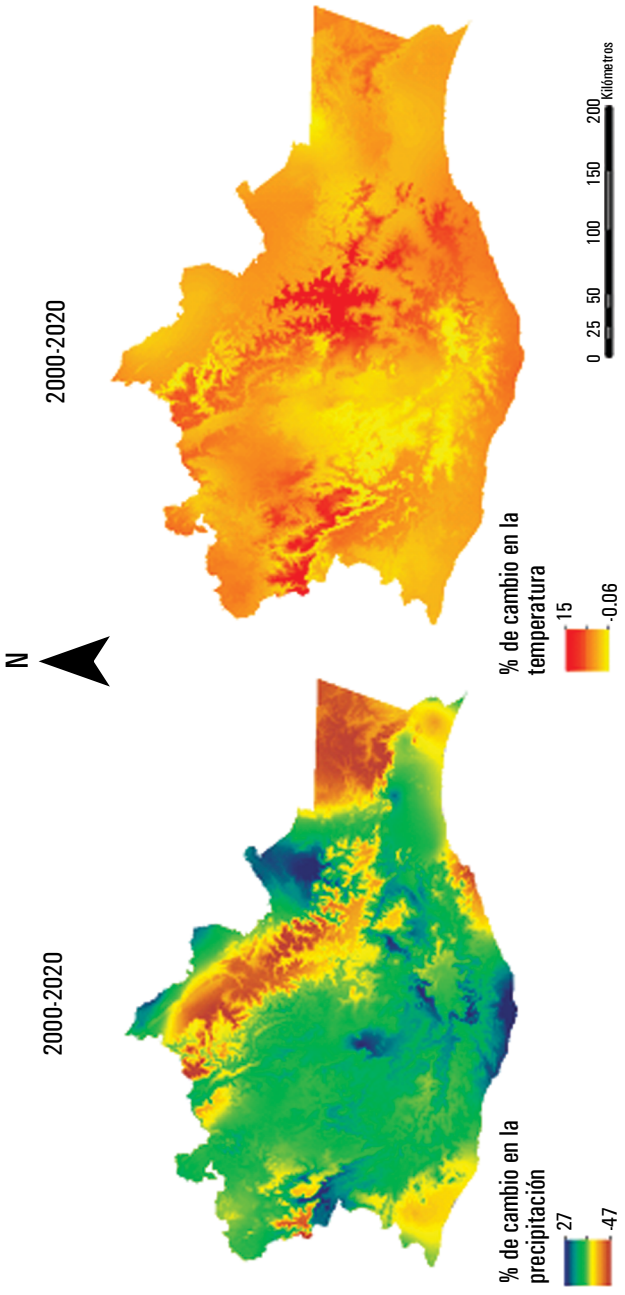 N
2000-2020
2000-2020
% de cambio en la
precipitación
27
-47
% de cambio en la
temperatura
15
-0.06
0 25 50 100 150 200
Kilómetros